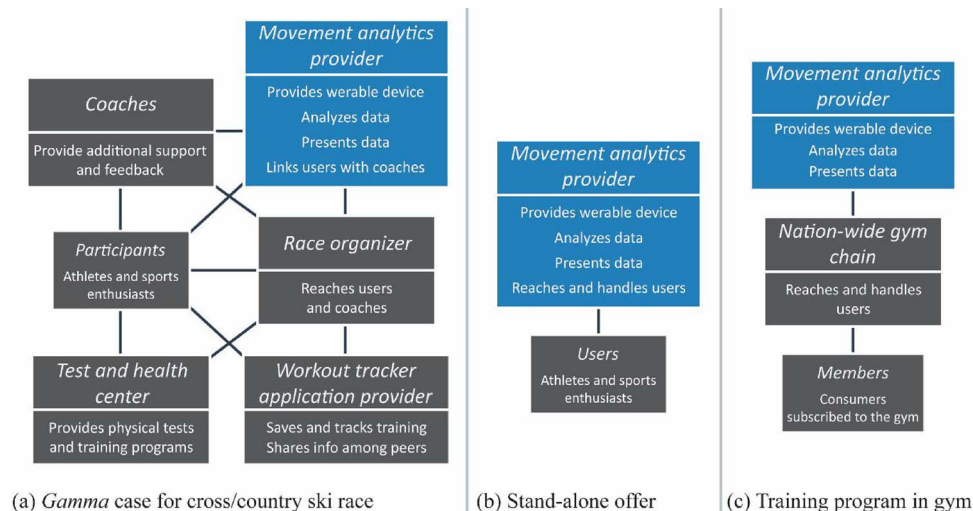 Movement analytics
provider
Provides werable device
Analyzes data
Presents data
Links users with coaches
Coaches
Provide additional support
and feedback
Participants
Athletes and sports
enthusiasts
Race organizer
Reaches users
and coaches
Test and health
center
Provides physical tests
and training programs
Workout tracker
application provider
Saves and tracks training
Shares info among peers
(a) Gamma case for cross/country ski race
Movement analytics
provider
Provides werable device
Analyzes data
Presents data
Reaches and handles users
Users
Athletes and sports
enthusiasts
(b) Stand-alone offer
Movement analytics
provider
Provides werable device
Analyzes data
Presents data
Nation-wide gym
chain
Reaches and handles
users
Members
Consumers
subscribed to the gym
(c) Training program in gym